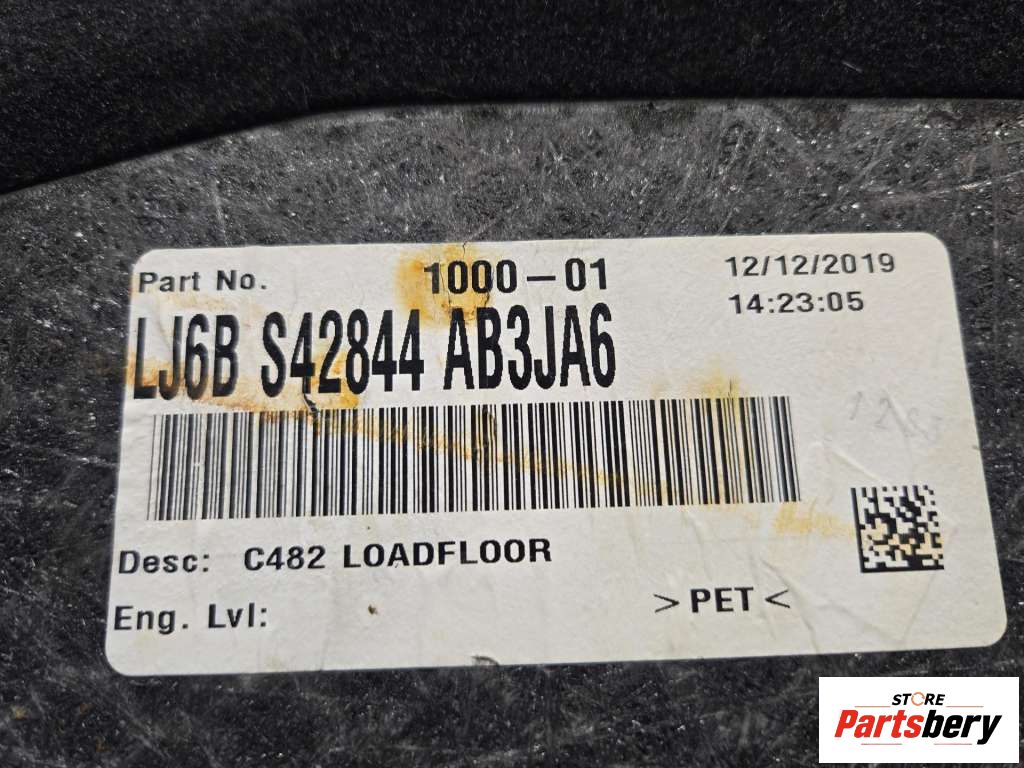 Part No.
1000-01
12/12/2019
14:23:05
LJ6B S42844 AB3JA6
Desc: C482 LOADFLOOR
Eng. Lvl:
>PET<
STORE
Partsbery